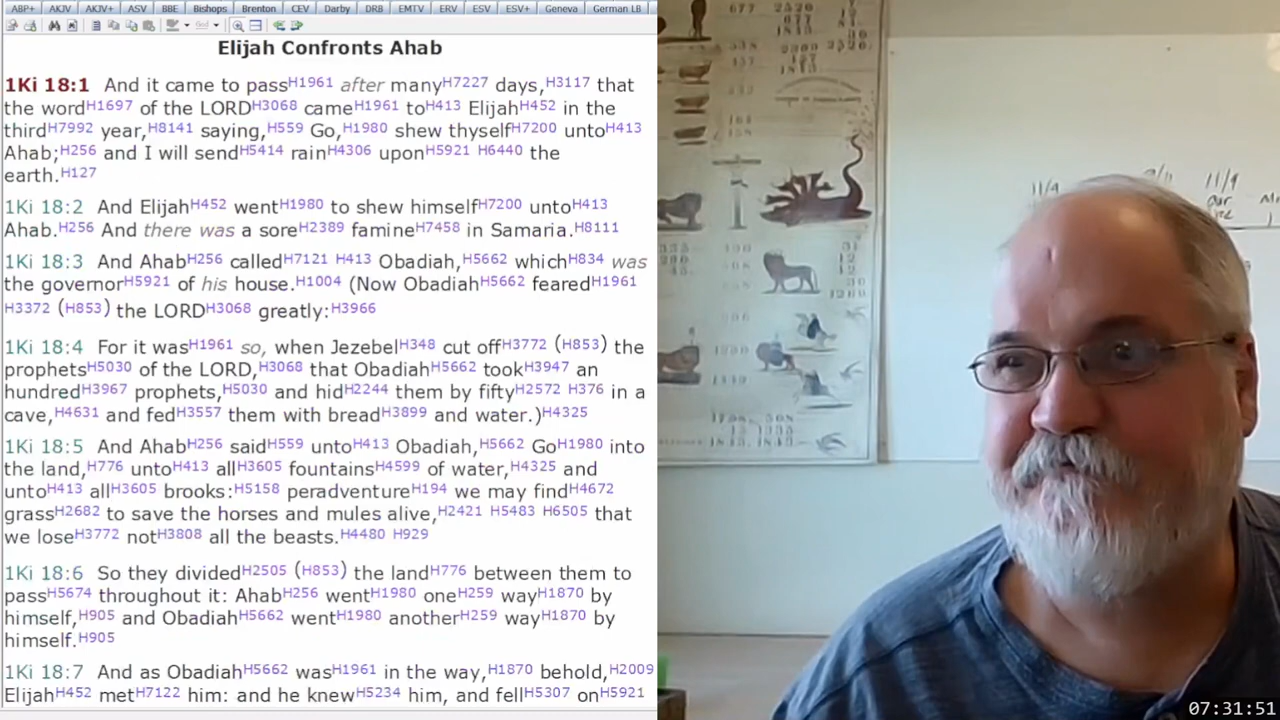 ABP+ AKJV AKJV+ ASV BBE Bishops Brenton CEV Darby DRB EMTV ERV ESV ESV+ Geneva German LB
Elijah Confronts Ahab
1Ki 18:1 And it came to passH1961 after manyH7227 days,H3117 that
the wordH1697 of the LORDH3068 cameH1961 toH413 ElijahH452 in the
thirdH7992 year,H8141 saying,H559 Go,H1980 shew thyselfH7200 untoH413
Ahab;H256 and I will sendH5414 rainH4306 uponH5921 H6440 the
earth.H127
1Ki 18:2 And ElijahH452 wentH1980 to shew himselfH7200 untoH413
Ahab.H256 And there was a soreH2389 famineH7458 in Samaria.H8111
1Ki 18:3 And AhabH256 calledH7121 H413 Obadiah,H5662 whichH834 was
the governorH5921 of his house.H1004 (Now ObadiahH5662 fearedH1961
H3372 (H853) the LORDH3068 greatly:H3966
1Ki 18:4 For it wasH1961 so, when JezebelH348 cut offH3772 (H853) the
prophetsH5030 of the LORD,H3068 that ObadiahH5662 tookH3947 an
hundredH3967 prophets,H5030 and hidH2244 them by fiftyH2572 H376 in a
cave,H4631 and fedH3557 them with breadH3899 and water.)H4325
1Ki 18:5 And AhabH256 saidH559 untoH413 Obadiah,H5662 GoH1980 into
the land,H776 untoH413 allH3605 fountainsH4599 of water,H4325 and
untoH413 allH3605 brooks:H5158 peradventureH194 we may findH4672
grassH2682 to save the horses and mules alive,H2421 H5483 H6505 that
we loseH3772 notH3808 all the beasts.H4480 H929
1Ki 18:6 So they dividedH2505 (H853) the landH776 between them to
passH5674 throughout it: AhabH256 wentH1980 oneH259 wayH1870 by
himself,H905 and ObadiahH5662 wentH1980 anotherH259 wayH1870 by
himself.H905
1Ki 18:7 And as ObadiahH5662 wasH1961 in the way,H1870 behold,H2009
ElijahH452 metH7122 him: and he knewH5234 him, and fellH5307 onH5921
677
11/9
07:31:51